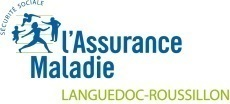 SÉCURITÉ SOCIALE
l'Assurance
Maladie
LANGUEDOC-ROUSSILLON